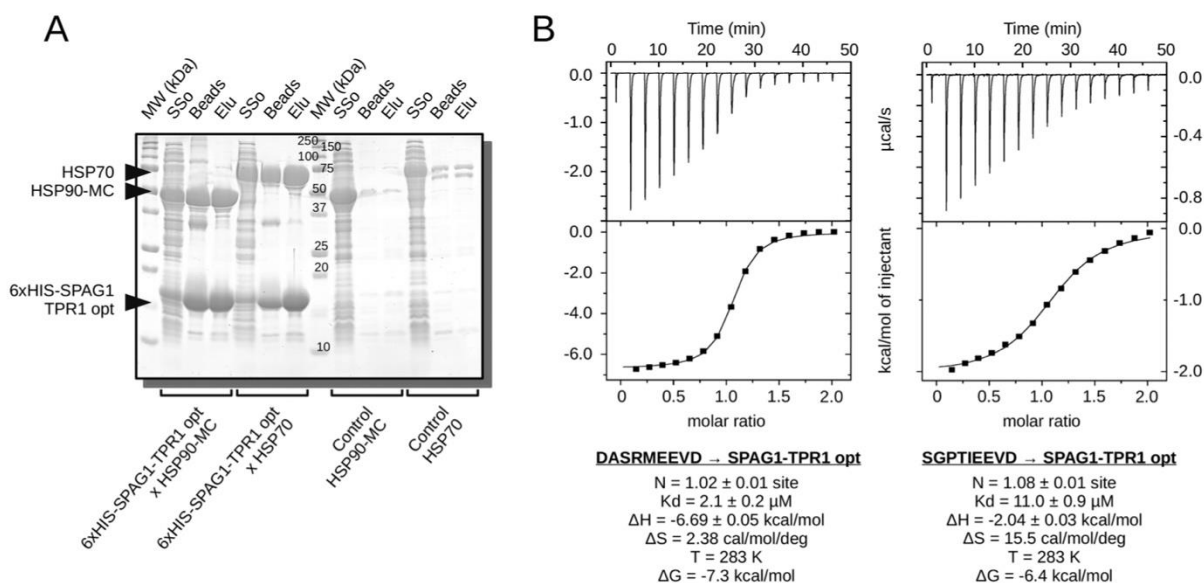 A
MW (kDa)
SSo
Beads
Elu
SSo
Beads
Elu
MW (kDa)
SSo
Beads
Elu
SSo
Beads
Elu
HSP70
HSP90-MC
6xHIS-SPAG1
TPR1 opt
250
150
100
75
50
37
25
20
10
6xHIS-SPAG1-TPR1 opt
x HSP90-MC
6xHIS-SPAG1-TPR1 opt
x HSP70
Control
HSP90-MC
Control
HSP70
B
Time (min)
0 10 20 30 40 50
0.0
-1.0
-2.0
0.0
-2.0
-4.0
-6.0
0 0.5 1.0 1.5 2.0
molar ratio
DASRMEEVD → SPAG1-TPR1 opt
N = 1.02 ± 0.01 site
Kd = 2.1 ± 0.2 µM
ΔH = -6.69 ± 0.05 kcal/mol
ΔS = 2.38 cal/mol/deg
T = 283 K
ΔG = -7.3 kcal/mol
Time (min)
0 10 20 30 40 50
µcal/s
0.0
-0.4
-0.8
kcal/mol of injectant
0.0
-1.0
-2.0
0 0.5 1.0 1.5 2.0
molar ratio
SGPTIEEVD → SPAG1-TPR1 opt
N = 1.08 ± 0.01 site
Kd = 11.0 ± 0.9 µM
ΔH = -2.04 ± 0.03 kcal/mol
ΔS = 15.5 cal/mol/deg
T = 283 K
ΔG = -6.4 kcal/mol